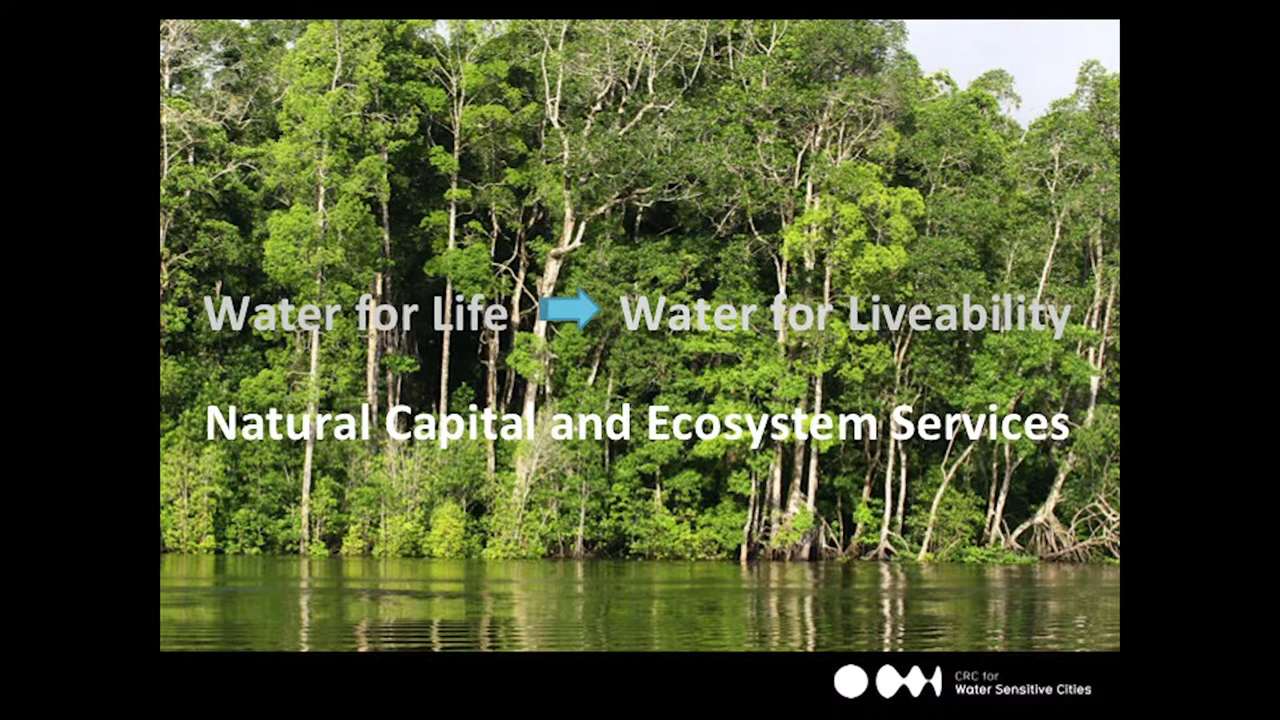 Water for Life Water for Liveability
Natural Capital and Ecosystem Services
CRC for
Water Sensitive Cities